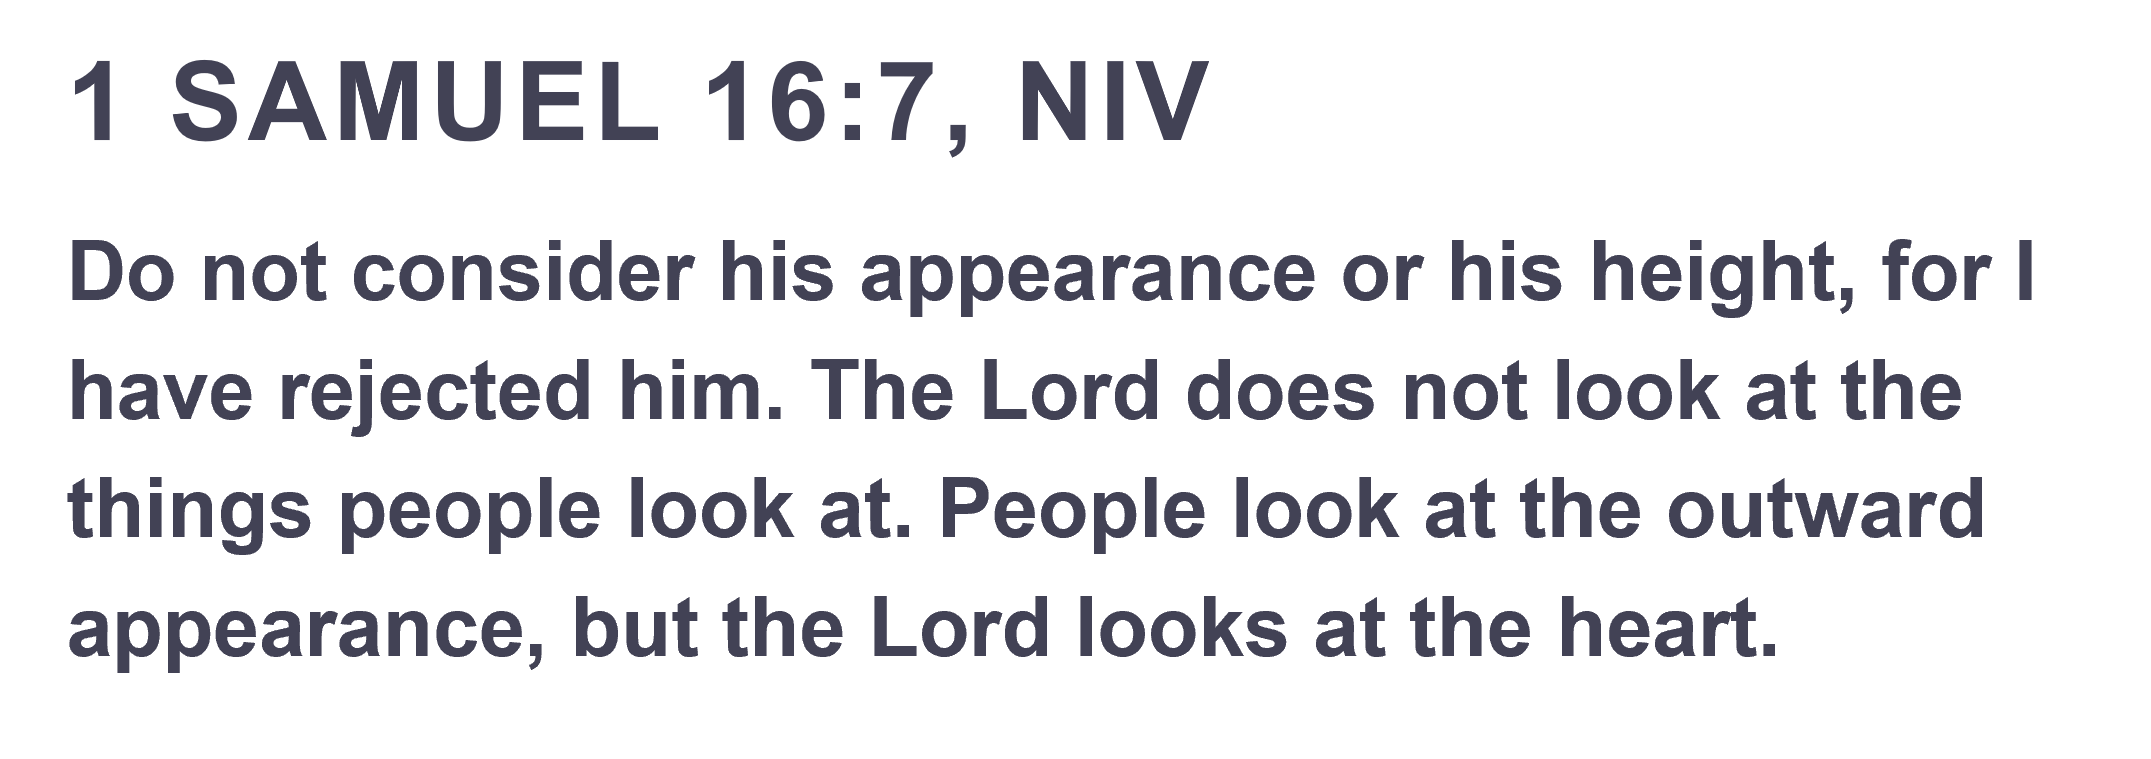 1 SAMUEL 16:7, NIV
Do not consider his appearance or his height, for I
have rejected him. The Lord does not look at the
things people look at. People look at the outward
appearance, but the Lord looks at the heart.